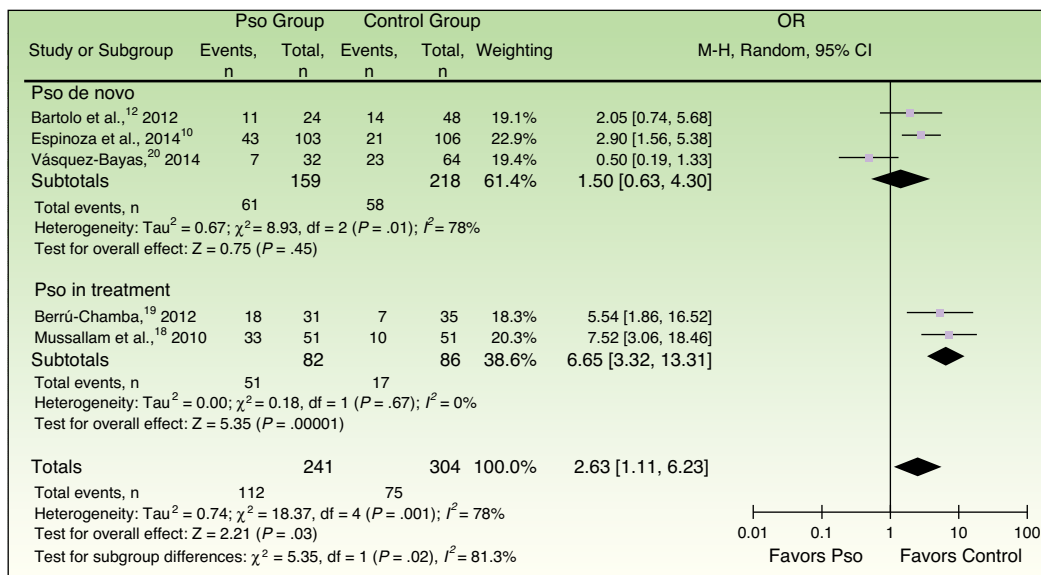 Pso Group Control Group OR
Study or Subgroup Events, n Total, n Events, n Total, n Weighting M-H, Random, 95% CI
Pso de novo
Bartolo et al.,12 2012 11 24 14 48 19.1% 2.05 [0.74, 5.68]
Espinoza et al., 201410 43 103 21 106 22.9% 2.90 [1.56, 5.38]
Vásquez-Bayas,20 2014 7 32 23 64 19.4% 0.50 [0.19, 1.33]
Subtotals 159 218 61.4% 1.50 [0.63, 4.30]
Total events, n 61 58
Heterogeneity: Tau2 = 0.67; χ2 = 8.93, df = 2 (P = .01); I2 = 78%
Test for overall effect: Z = 0.75 (P = .45)
Pso in treatment
Berrú-Chamba,19 2012 18 31 7 35 18.3% 5.54 [1.86, 16.52]
Mussallam et al.,18 2010 33 51 10 51 20.3% 7.52 [3.06, 18.46]
Subtotals 82 86 38.6% 6.65 [3.32, 13.31]
Total events, n 51 17
Heterogeneity: Tau2 = 0.00; χ2 = 0.18, df = 1 (P = .67); I2 = 0%
Test for overall effect: Z = 5.35 (P = .00001)
Totals 241 304 100.0% 2.63 [1.11, 6.23]
Total events, n 112 75
Heterogeneity: Tau2 = 0.74; χ2 = 18.37, df = 4 (P = .001); I2 = 78%
Test for overall effect: Z = 2.21 (P = .03)
Test for subgroup differences: χ2 = 5.35, df = 1 (P = .02), I2 = 81.3%
0.01 0.1 1 10 100
Favors Pso Favors Control